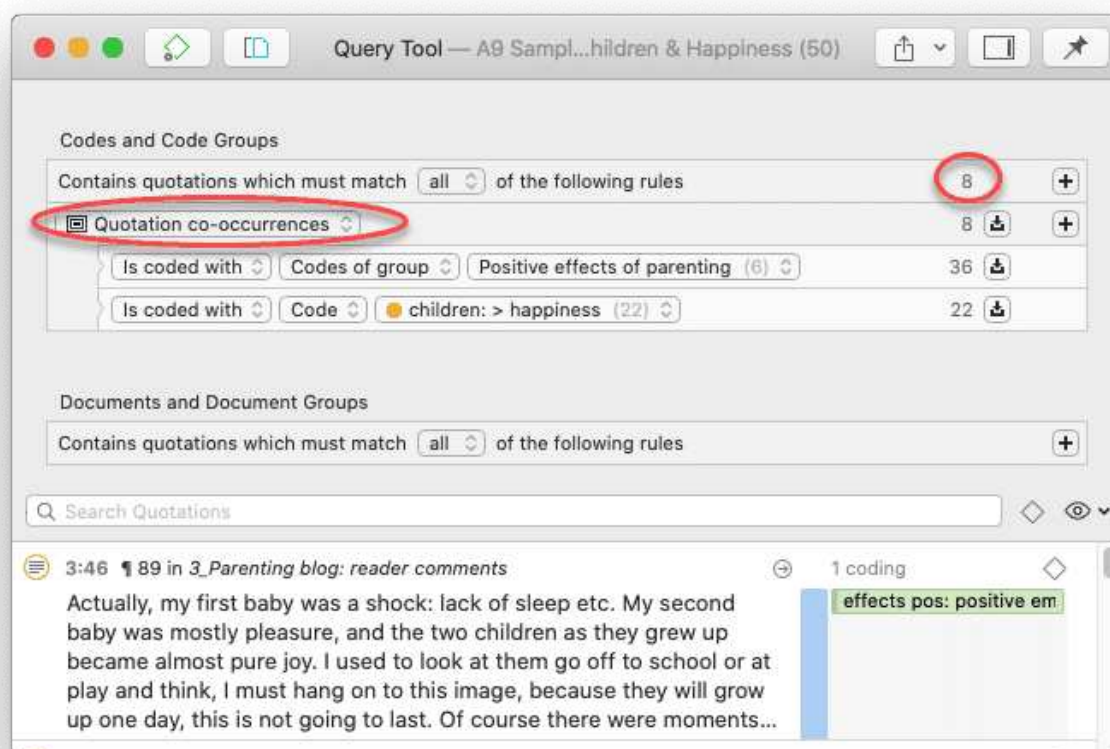 Query Tool — A9 Sampl...hildren & Happiness (50)
Codes and Code Groups
Contains quotations which must match all of the following rules 8
Quotation co-occurrences 8
Is coded with Codes of group Positive effects of parenting (6) 36
Is coded with Code children: > happiness (22) 22
Documents and Document Groups
Contains quotations which must match all of the following rules
Search Quotations
3:46 ¶ 89 in 3_Parenting blog: reader comments 1 coding
effects pos: positive em
Actually, my first baby was a shock: lack of sleep etc. My second
baby was mostly pleasure, and the two children as they grew up
became almost pure joy. I used to look at them go off to school or at
play and think, I must hang on to this image, because they will grow
up one day, this is not going to last. Of course there were moments...